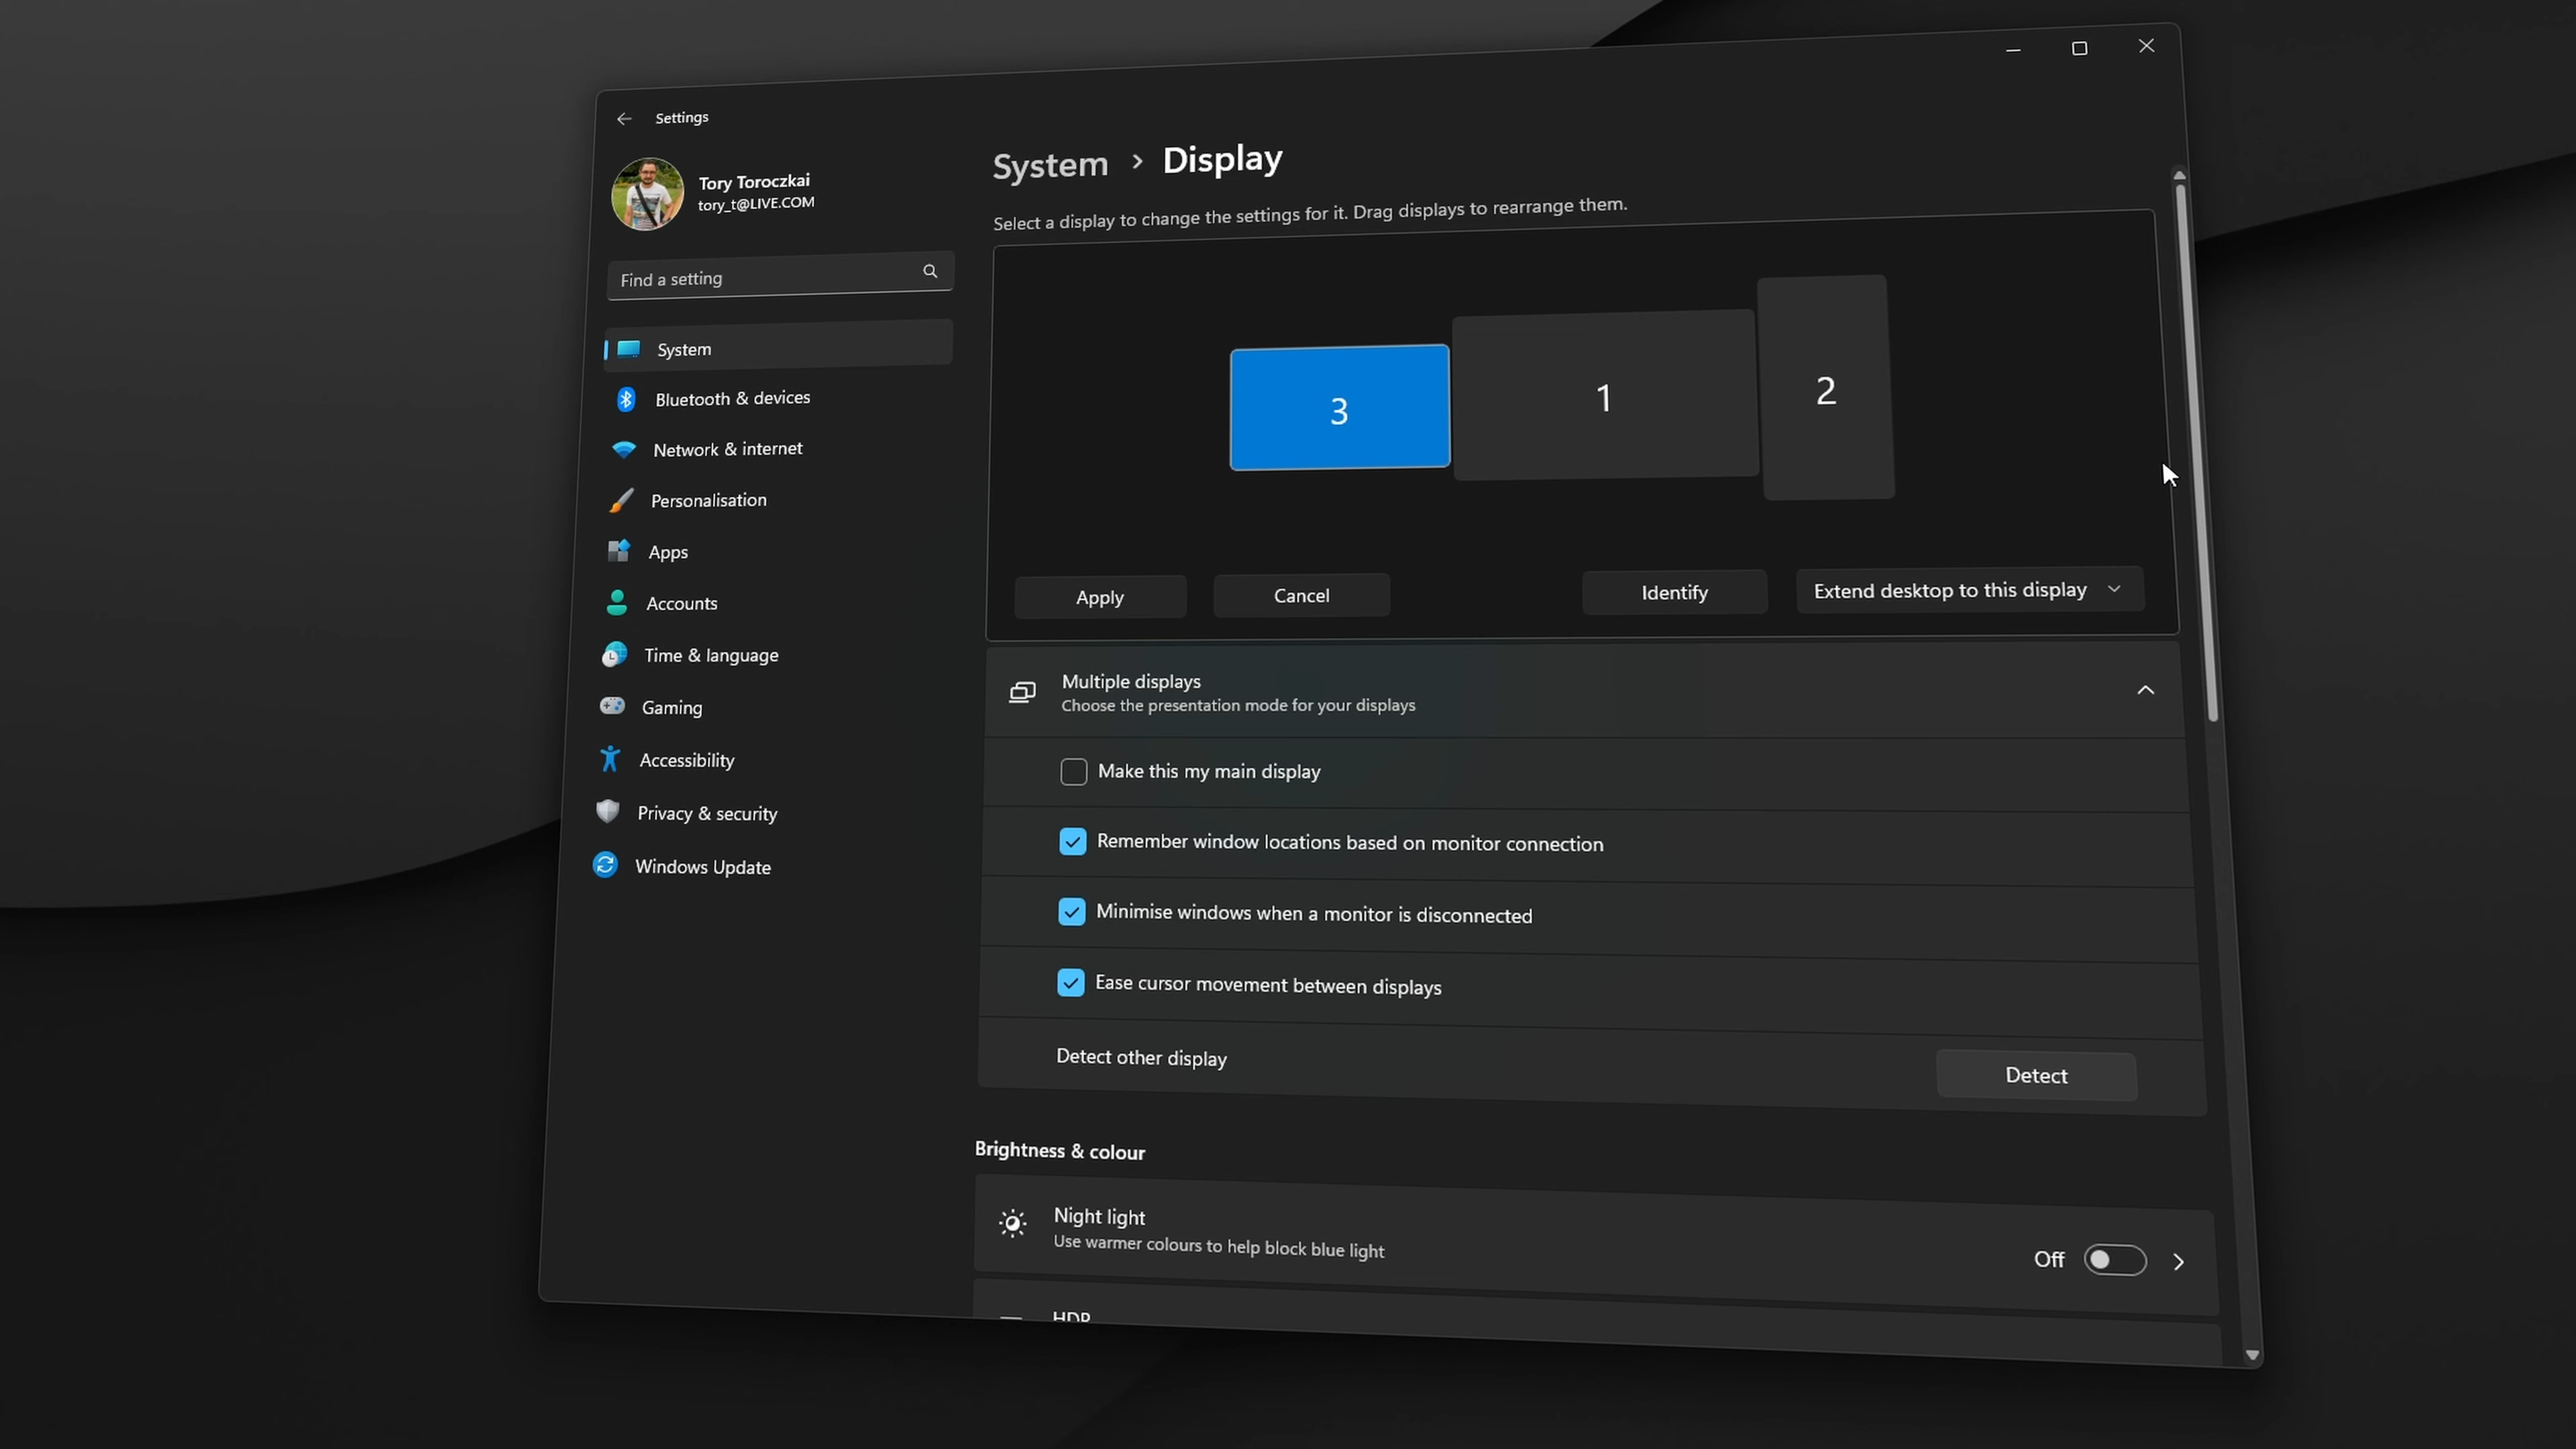 Settings
Tory Toroczkai
tory_t@LIVE.COM
Find a setting
System
Bluetooth & devices
Network & internet
Personalisation
Apps
Accounts
Time & language
Gaming
Accessibility
Privacy & security
Windows Update
System > Display
Select a display to change the settings for it. Drag displays to rearrange them.
3
1
2
Apply
Cancel
Identify
Extend desktop to this display
Multiple displays
Choose the presentation mode for your displays
Make this my main display
Remember window locations based on monitor connection
Minimise windows when a monitor is disconnected
Ease cursor movement between displays
Detect other display
Detect
Brightness & colour
Night light
Use warmer colours to help block blue light
Off
HDR